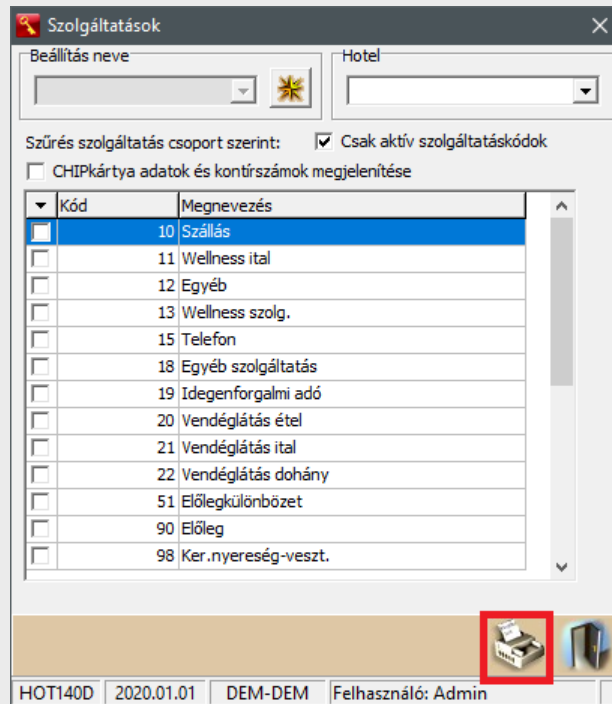 Szolgáltatások
Beállítás neve Hotel
Szűrés szolgáltatás csoport szerint: Csak aktív szolgáltatáskódok
CHIPkártya adatok és kontírszámok megjelenítése
Kód Megnevezés
10 Szállás
11 Wellness ital
12 Egyéb
13 Wellness szolg.
15 Telefon
18 Egyéb szolgáltatás
19 Idegenforgalmi adó
20 Vendéglátás étel
21 Vendéglátás ital
22 Vendéglátás dohány
51 Előlegkülönbözet
90 Előleg
98 Ker.nyereség-veszt.
HOT140D 2020.01.01 DEM-DEM Felhasználó: Admin